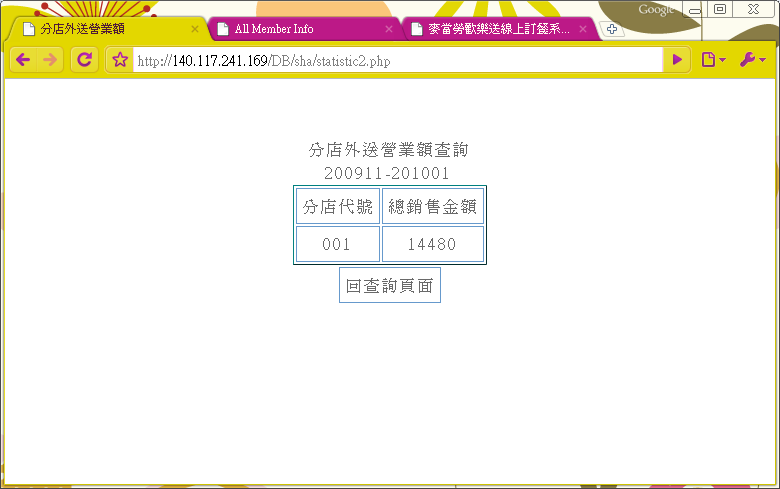 Google
分店外送營業額
All Member Info
麥當勞歡樂送線上訂餐系...
http://140.117.241.169/DB/sha/statistic2.php
分店外送營業額查詢
200911-201001
分店代號 總銷售金額
001 14480
回查詢頁面